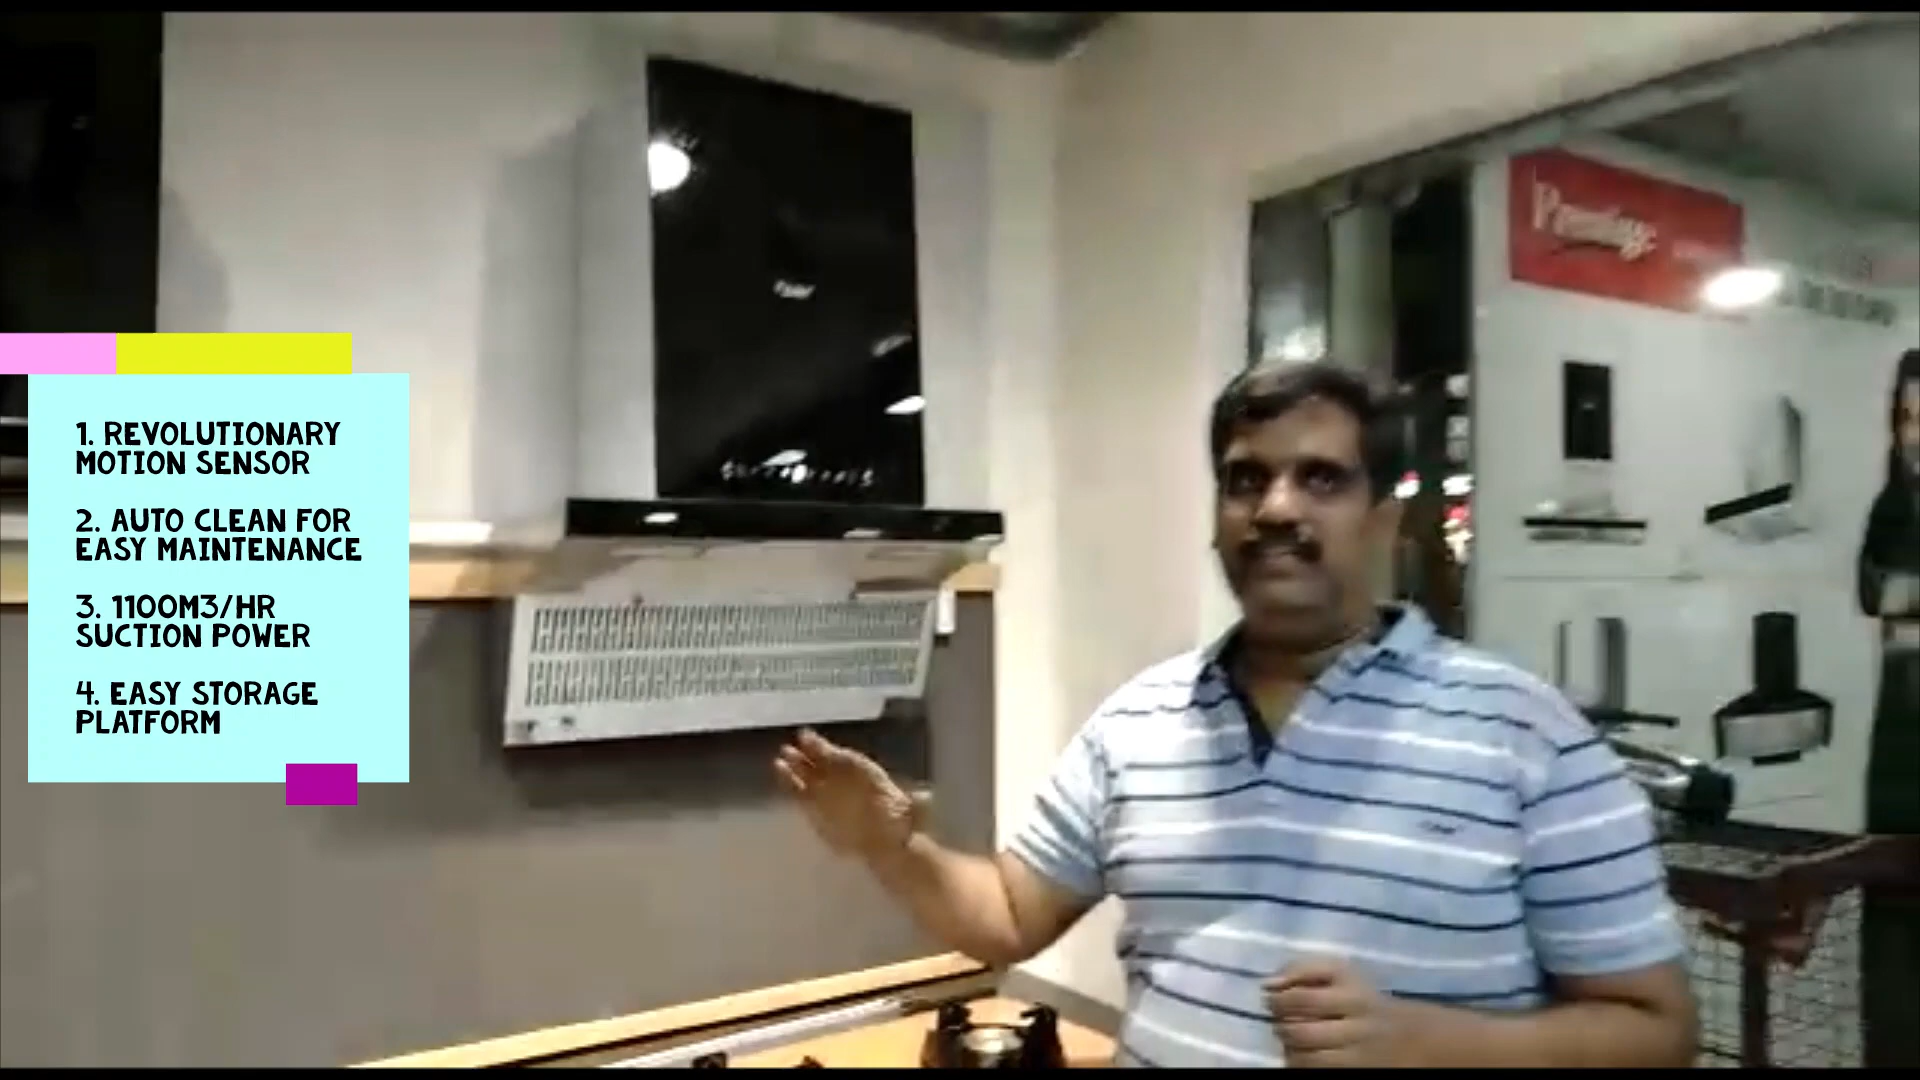 1. REVOLUTIONARY
MOTION SENSOR
2. AUTO CLEAN FOR
EASY MAINTENANCE
3. 1100M3/HR
SUCTION POWER
4. EASY STORAGE
PLATFORM
Prestige